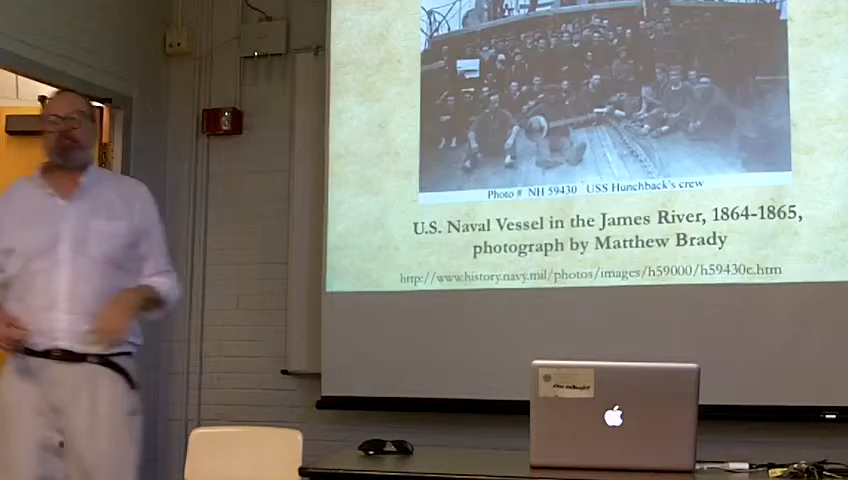 Photo # NH 59430 USS Hunchback's crew
U.S. Naval Vessel in the James River, 1864-1865,
photograph by Matthew Brady
http://www.history.navy.mil/photos/images/h59000/h59430c.htm